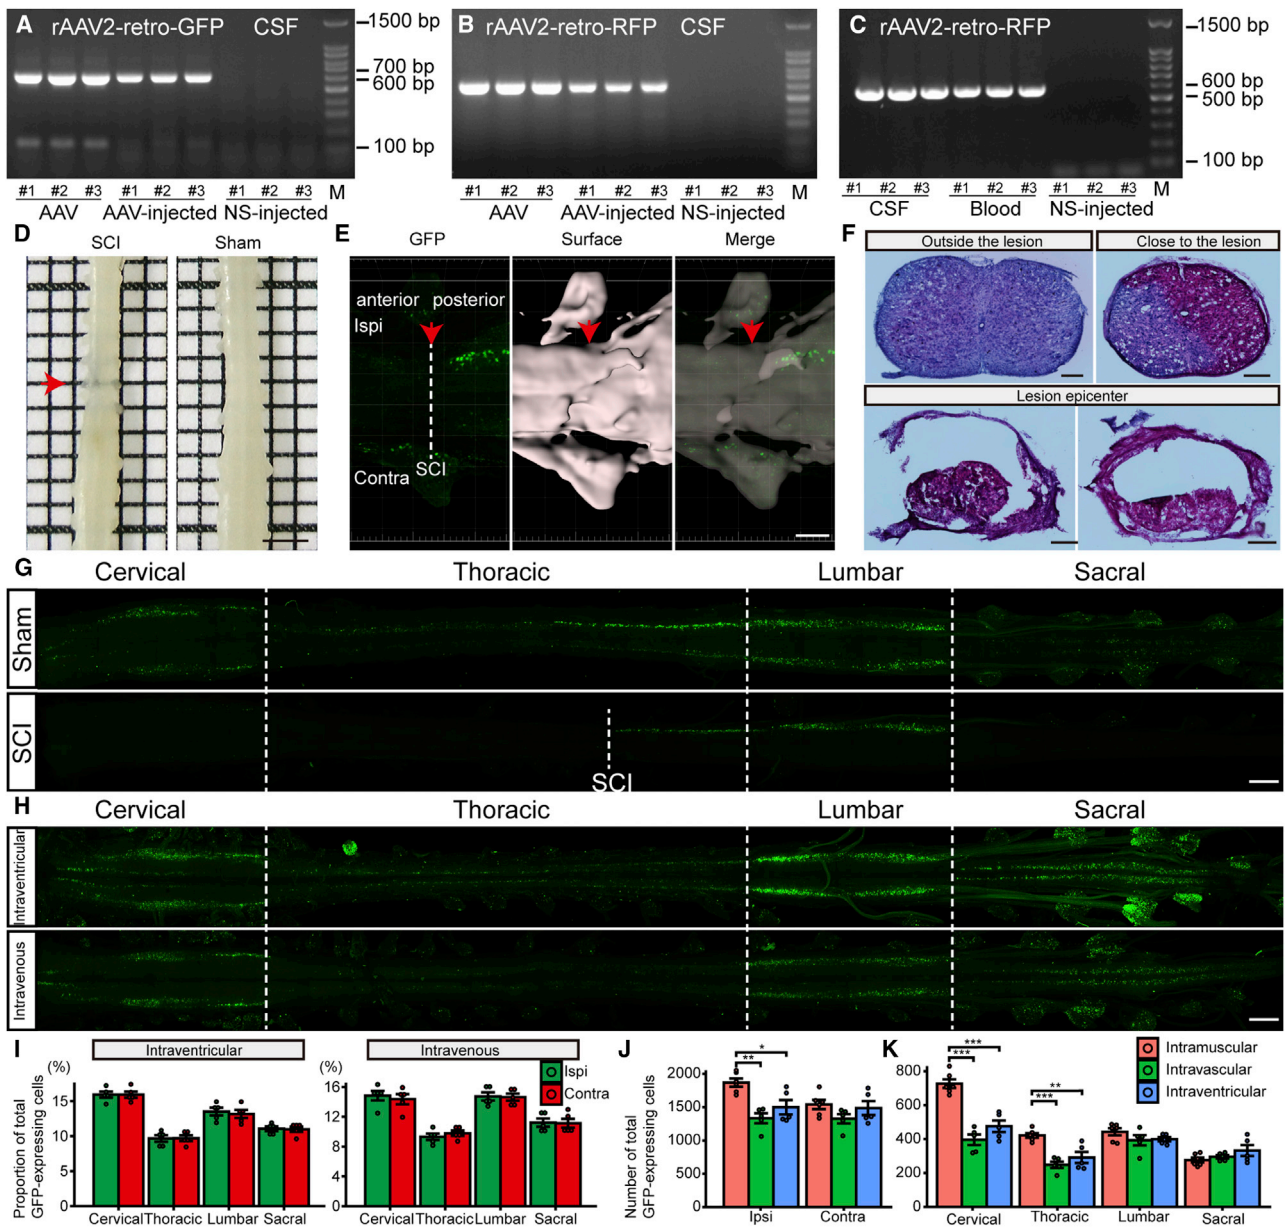 A
rAAV2-retro-GFP CSF
1500 bp
700 bp
600 bp
100 bp
#1 #2 #3 #1 #2 #3 #1 #2 #3 M
AAV AAV-injected NS-injected
B
rAAV2-retro-RFP CSF
#1 #2 #3 #1 #2 #3 #1 #2 #3 M
AAV AAV-injected NS-injected
C
rAAV2-retro-RFP
1500 bp
600 bp
500 bp
100 bp
#1 #2 #3 #1 #2 #3 #1 #2 #3 M
CSF Blood NS-injected
D
SCI Sham
E
GFP Surface Merge
anterior posterior
Ispi
SCI
Contra
F
Outside the lesion Close to the lesion
Lesion epicenter
G
Cervical Thoracic Lumbar Sacral
Sham
SCI
SCI
H
Cervical Thoracic Lumbar Sacral
Intraventricular
Intravenous
I
(%) Intraventricular
Proportion of total
GFP-expressing cells
15
10
5
0
Cervical Thoracic Lumbar Sacral
(%) Intravenous
16
12
8
4
0
Cervical Thoracic Lumbar Sacral
Ispi
Contra
J
Number of total
GFP-expressing cells
2000
1500
1000
500
0
** *
Ipsi Contra
K
800
600
400
200
0
*** ***
*** **
Cervical Thoracic Lumbar Sacral
Intramuscular
Intravascular
Intraventricular